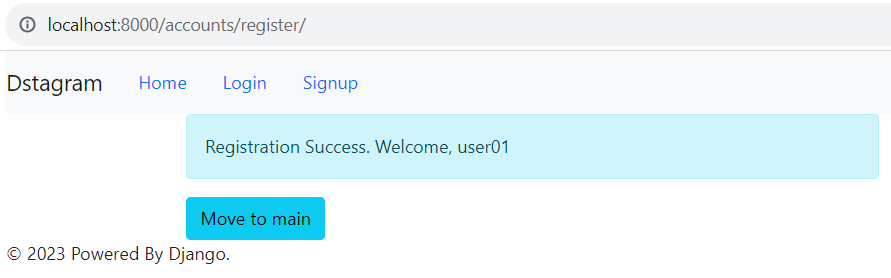 localhost:8000/accounts/register/
Dstagram Home Login Signup
Registration Success. Welcome, user01
Move to main
© 2023 Powered By Django.